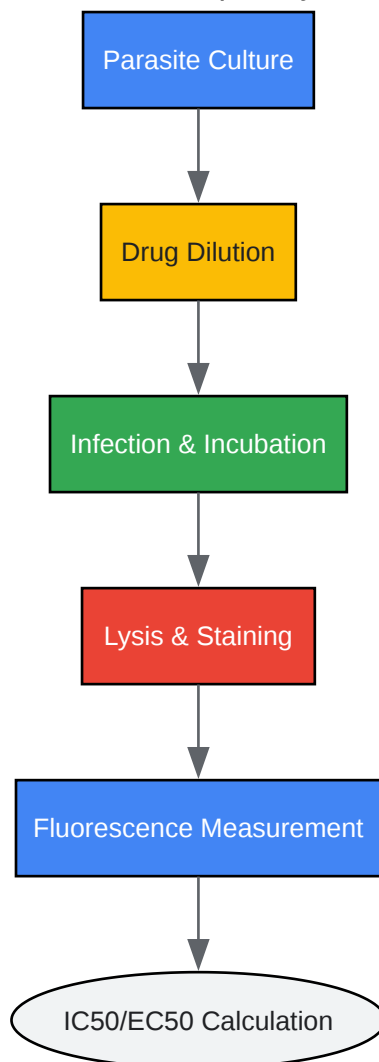 Parasite Culture
Drug Dilution
Infection & Incubation
Lysis & Staining
Fluorescence Measurement
IC50/EC50 Calculation